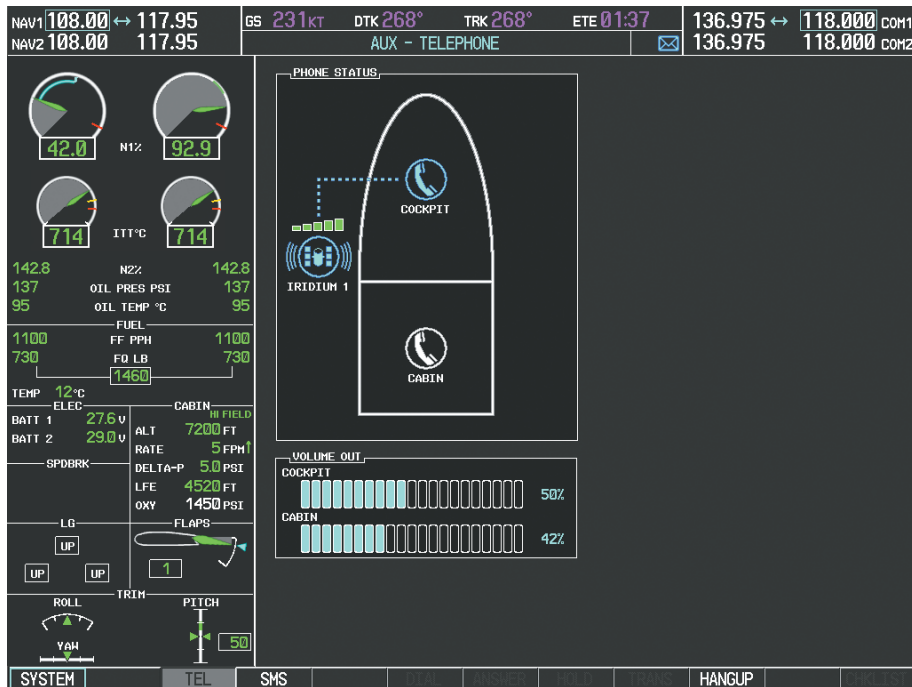 NAV1 108.00 ↔ 117.95
NAV2 108.00 117.95
GS 231KT DTK 268° TRK 268° ETE 01:37
AUX - TELEPHONE
136.975 ↔ 118.000 COM1
136.975 118.000 COM2
42.0 N1% 92.9
714 ITT°C 714
142.8 N2% 142.8
137 OIL PRES PSI 137
95 OIL TEMP °C 95
FUEL
1100 FF PPH 1100
730 FQ LB 730
1460
TEMP 12°C
ELEC
BATT 1 27.6 V
BATT 2 29.0 V
SPDBRK
CABIN
HI FIELD
ALT 7200 FT
RATE 5 FPM↑
DELTA-P 5.0 PSI
LFE 4520 FT
OXY 1450 PSI
LG
UP
UP UP
FLAPS
1
TRIM
ROLL
YAW
PITCH
50
PHONE STATUS
COCKPIT
IRIDIUM 1
CABIN
VOLUME OUT
COCKPIT
50%
CABIN
42%
SYSTEM TEL SMS DIAL ANSWER HOLD TRANS HANGUP CHKLIST